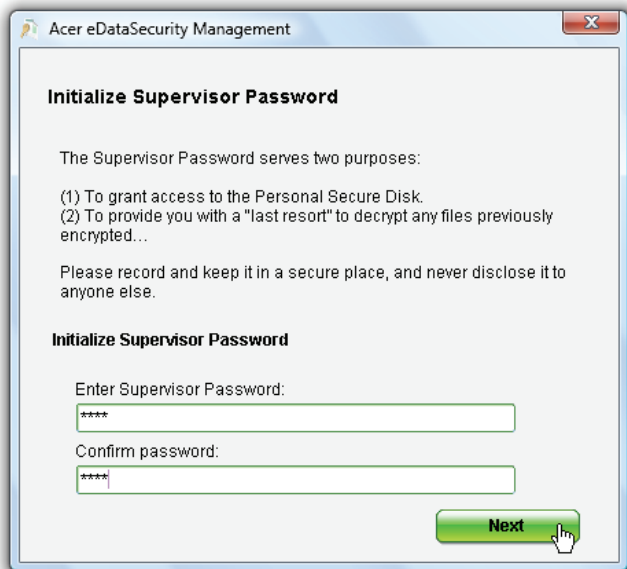 Acer eDataSecurity Management
Initialize Supervisor Password
The Supervisor Password serves two purposes:
(1) To grant access to the Personal Secure Disk.
(2) To provide you with a "last resort" to decrypt any files previously
encrypted...
Please record and keep it in a secure place, and never disclose it to
anyone else.
Initialize Supervisor Password
Enter Supervisor Password:
****
Confirm password:
****
Next